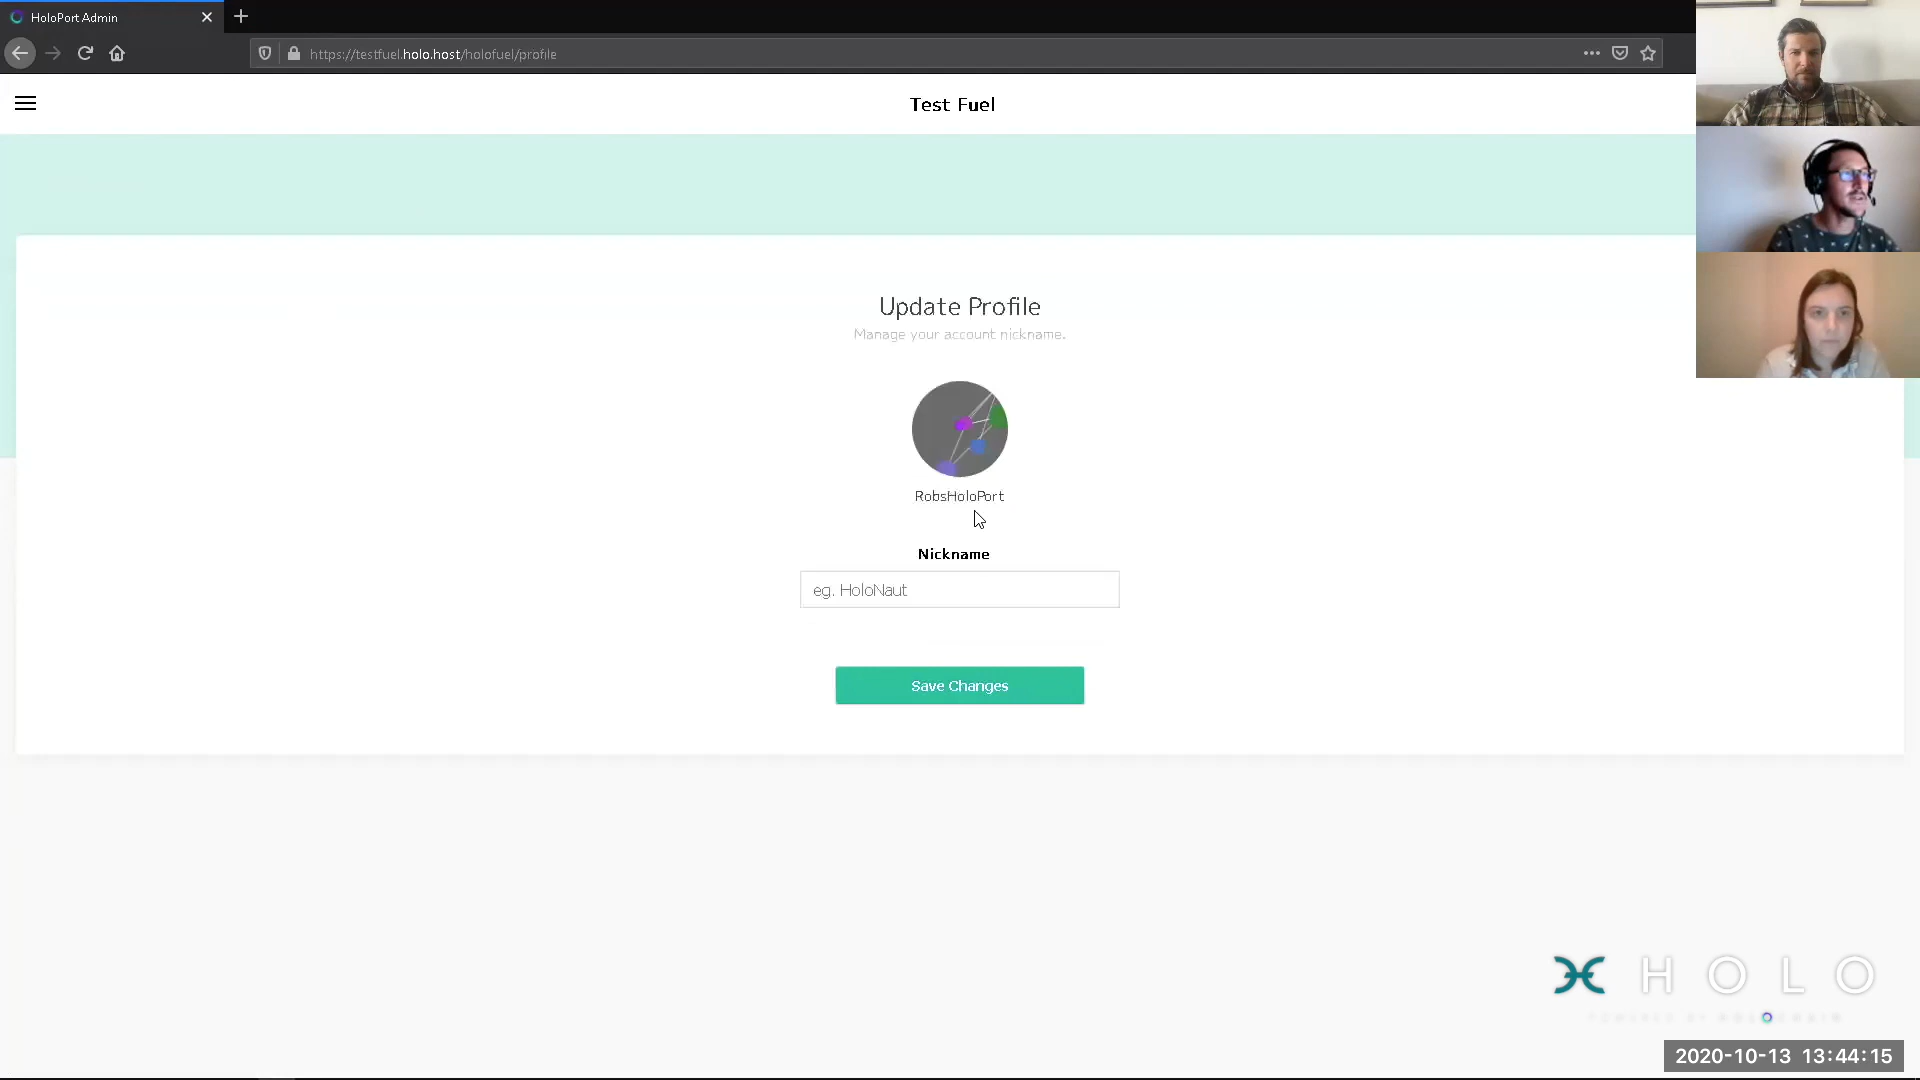 HoloPort Admin
https://testfuel.holo.host/holofuel/profile
Test Fuel
Update Profile
Manage your account nickname.
RobsHoloPort
Nickname
eg. HoloNaut
Save Changes
HOLO
2020-10-13 13:44:15